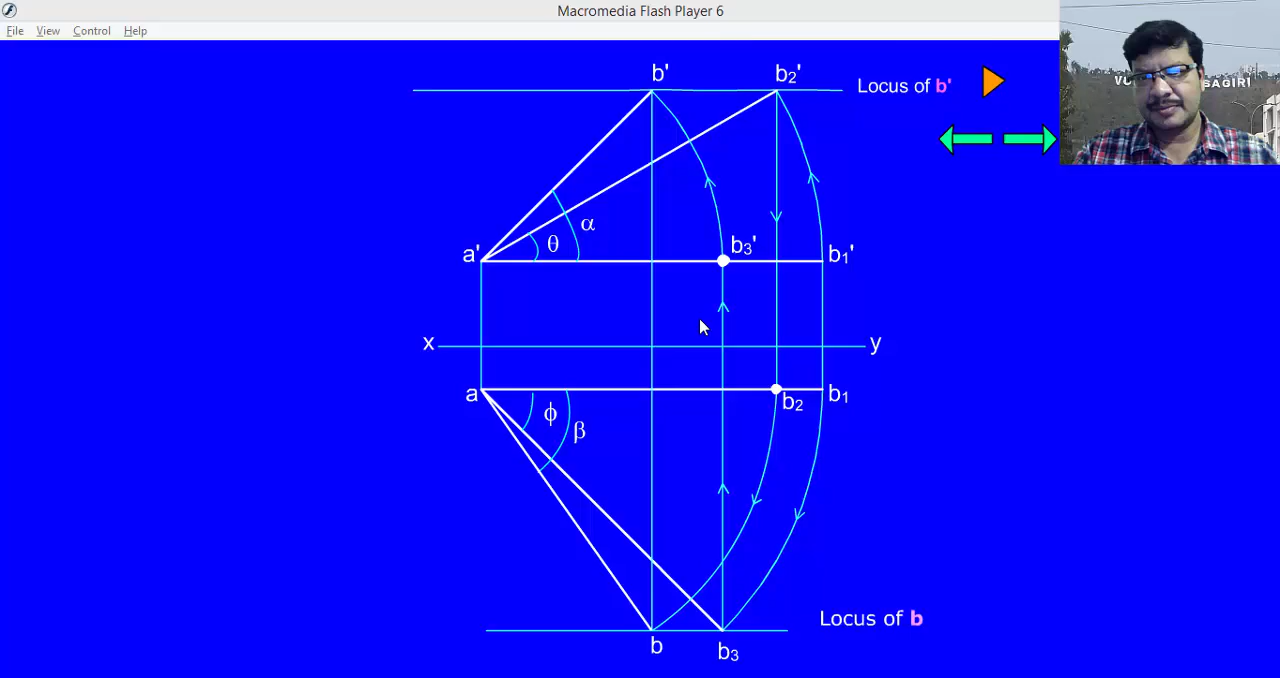 Macromedia Flash Player 6
File View Control Help
b' b₂' Locus of b'
SAGIRI
α
θ
a' b₃' b₁'
x y
a b₂ b₁
ϕ
β
Locus of b
b b₃